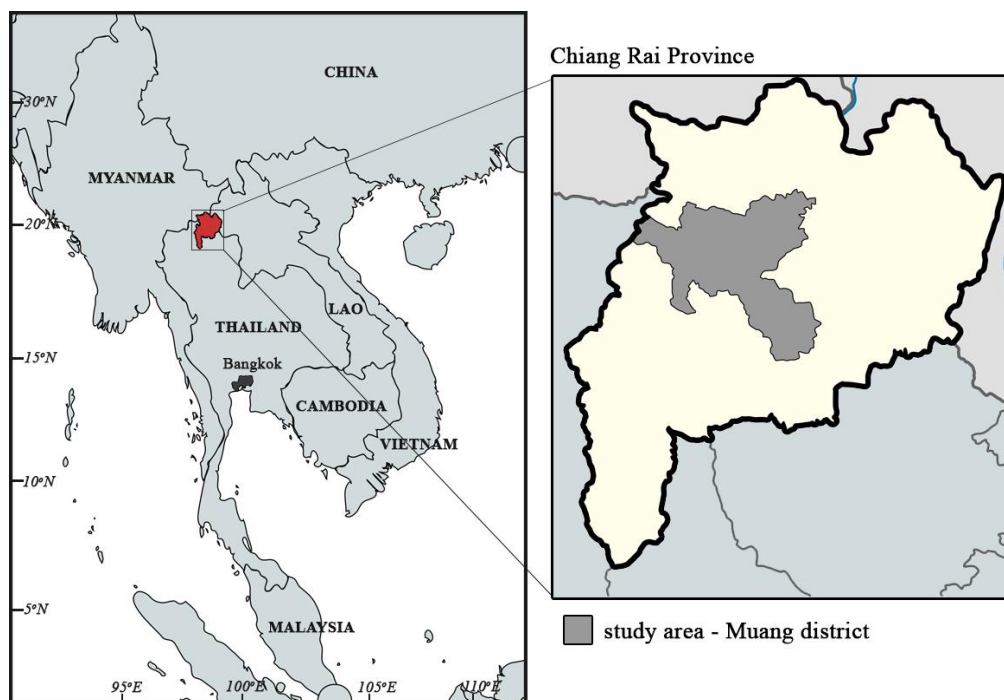 Chiang Rai Province
CHINA
30°N
MYANMAR
20°N
LAO
THAILAND
15°N
Bangkok
CAMBODIA
VIETNAM
10°N
5°N
MALAYSIA
95°E
100°E
105°E
110°E
study area - Muang district